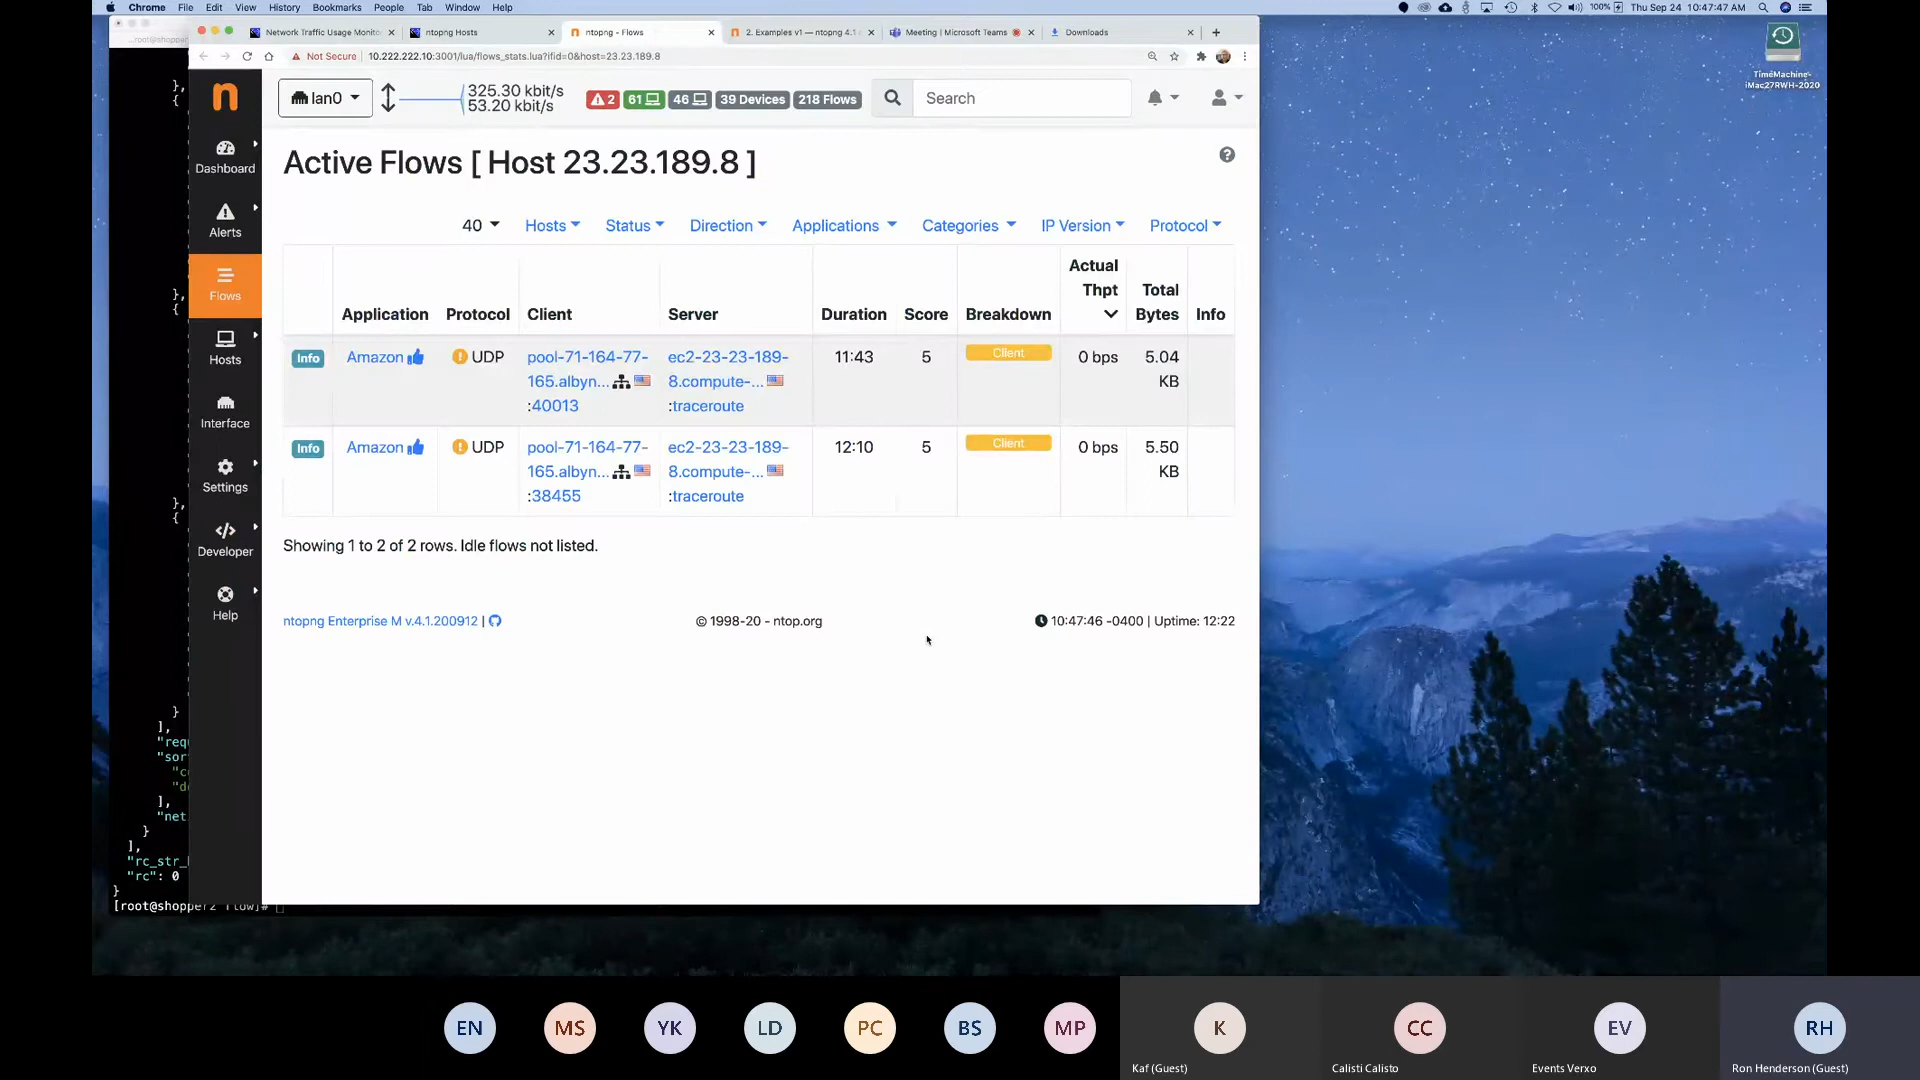 Chrome File Edit View History Bookmarks People Tab Window Help
100% Thu Sep 24 10:47:47 AM
Network Traffic Usage Monito
ntopng Hosts
ntopng - Flows
2. Examples v1 — ntopng 4.1
Meeting | Microsoft Teams
Downloads
Not Secure | 10.222.222.10:3001/lua/flows_stats.lua?ifid=0&host=23.23.189.8
TimeMachine-
iMac27RWH-2020
n
lan0
325.30 kbit/s
53.20 kbit/s
2
61
46
39 Devices
218 Flows
Search
Dashboard
Alerts
Flows
Hosts
Interface
Settings
Developer
Help
Active Flows [ Host 23.23.189.8 ]
40 Hosts Status Direction Applications Categories IP Version Protocol
Application Protocol Client Server Duration Score Breakdown Actual Thpt Total Bytes Info
Info Amazon UDP pool-71-164-77- ec2-23-23-189- 11:43 5 Client 0 bps 5.04
165.albyn... 8.compute-... KB
:40013 :traceroute
Info Amazon UDP pool-71-164-77- ec2-23-23-189- 12:10 5 Client 0 bps 5.50
165.albyn... 8.compute-... KB
:38455 :traceroute
Showing 1 to 2 of 2 rows. Idle flows not listed.
ntopng Enterprise M v.4.1.200912 |
© 1998-20 - ntop.org
10:47:46 -0400 | Uptime: 12:22
},
{
},
{
},
{
}
],
"requ
"sor
"c
"d
],
"net
}
],
"rc_str_
"rc": 0
}
EN
MS
YK
LD
PC
BS
MP
K
CC
EV
RH
Kaf (Guest)
Calisti Calisto
Events Verxo
Ron Henderson (Guest)